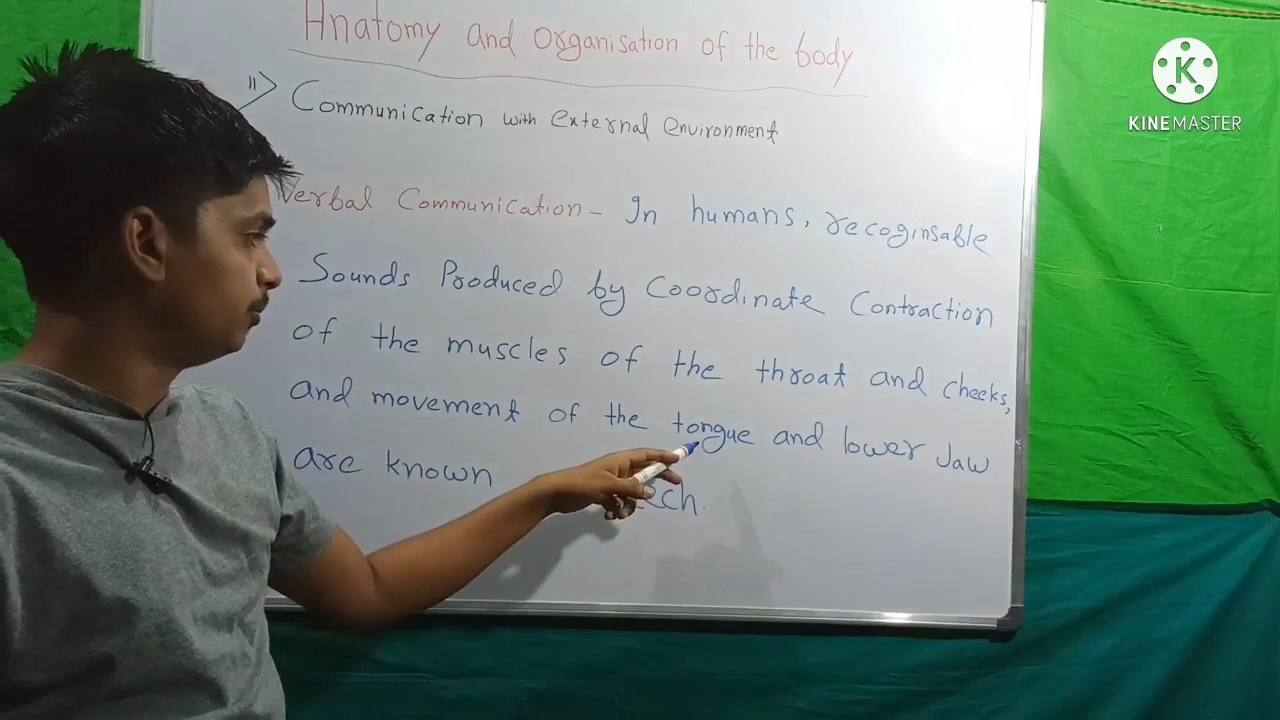 Anatomy and organisation of the body
11> Communication with external environment
Verbal Communication - In humans, recoginsable
Sounds Produced by Coordinate Contraction
of the muscles of the throat and cheeks,
and movement of the tongue and lower Jaw
are known
K
KINEMASTER